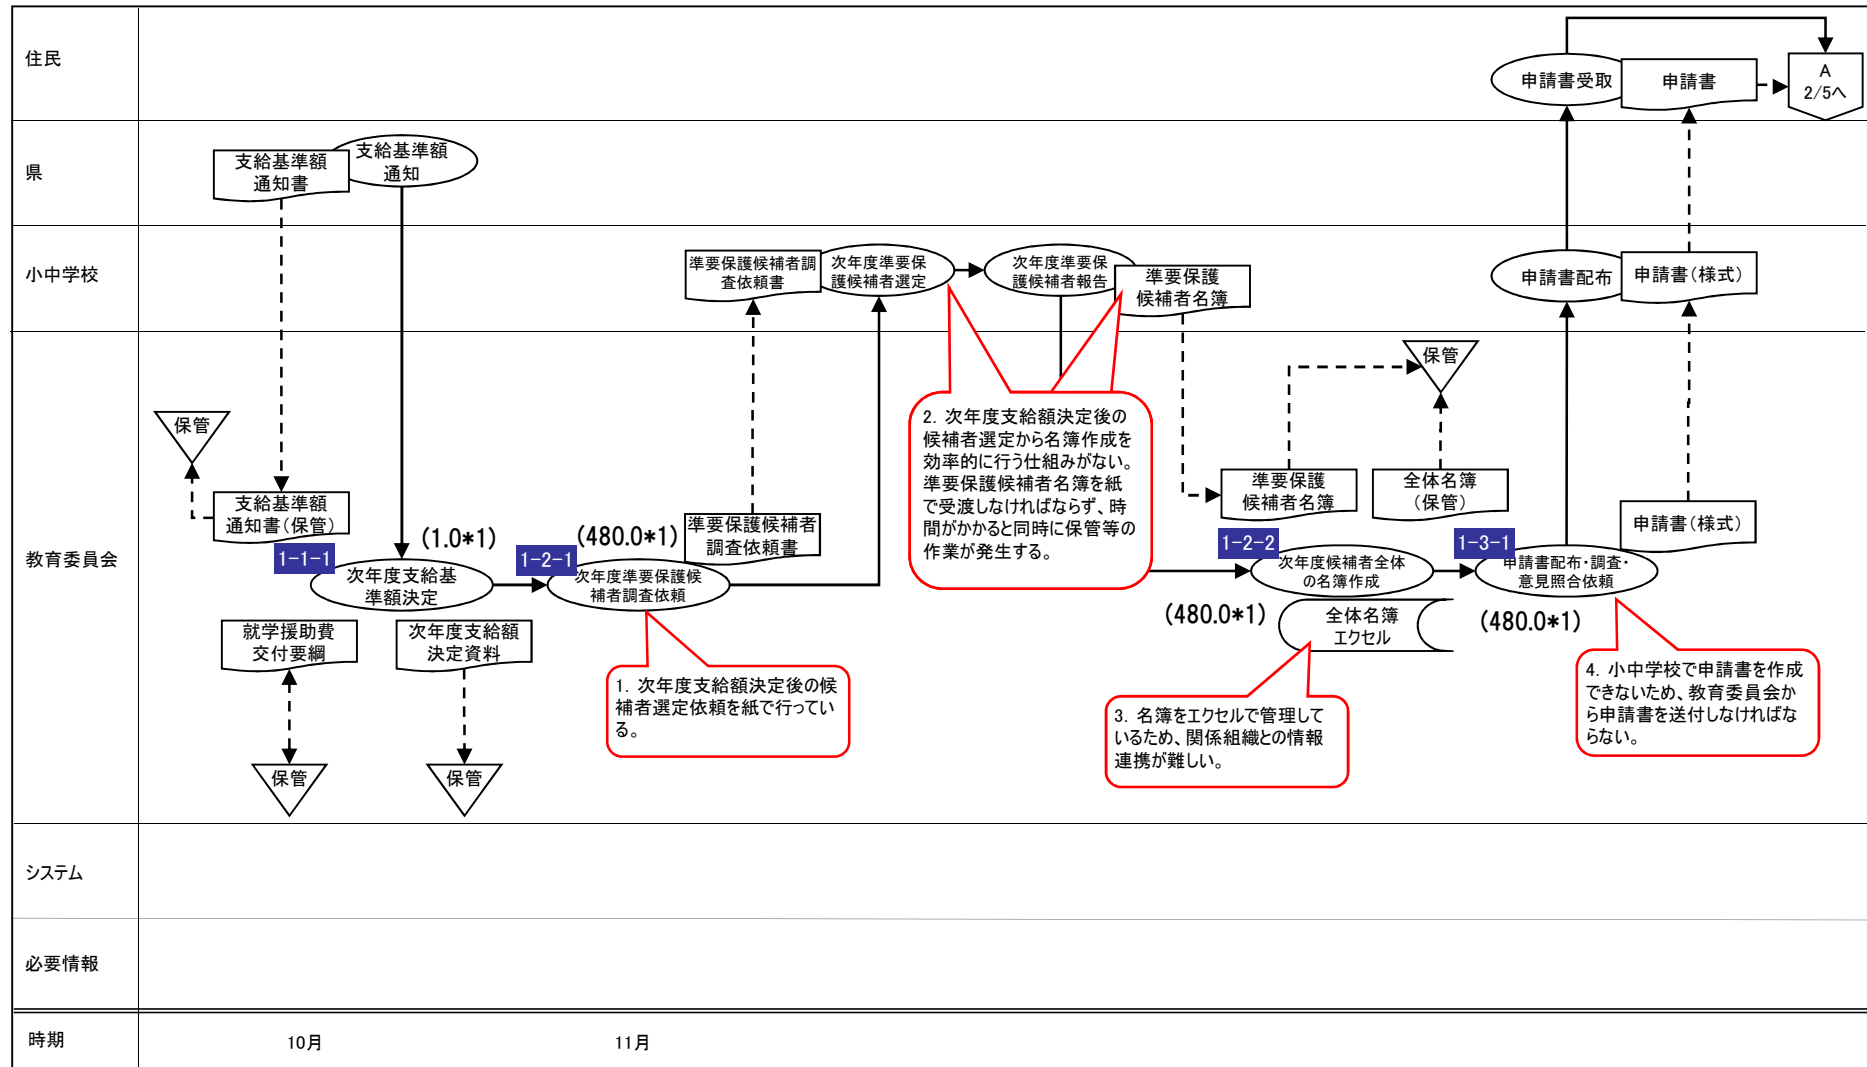 住民
申請書受取
申請書
A
2/5へ
県
支給基準額
通知書
支給基準額
通知
小中学校
準要保護候補者調
査依頼書
次年度準要保
護候補者選定
次年度準要保
護候補者報告
準要保護
候補者名簿
申請書配布
申請書(様式)
教育委員会
保管
支給基準額
通知書(保管)
1-1-1
(1.0*1)
次年度支給基
準額決定
1-2-1
(480.0*1)
次年度準要保護候
補者調査依頼
準要保護候補者
調査依頼書
就学援助費
交付要綱
次年度支給額
決定資料
保管
保管
1. 次年度支給額決定後の候
補者選定依頼を紙で行ってい
る。
2. 次年度支給額決定後の
候補者選定から名簿作成を
効率的に行う仕組みがない。
準要保護候補者名簿を紙
で受渡しなければならず、時
間がかかると同時に保管等の
作業が発生する。
保管
準要保護
候補者名簿
全体名簿
(保管)
1-2-2
次年度候補者全体
の名簿作成
(480.0*1)
全体名簿
エクセル
3. 名簿をエクセルで管理して
いるため、関係組織との情報
連携が難しい。
1-3-1
申請書配布・調査・
意見照合依頼
(480.0*1)
申請書(様式)
4. 小中学校で申請書を作成
できないため、教育委員会か
ら申請書を送付しなければな
らない。
システム
必要情報
時期
10月
11月